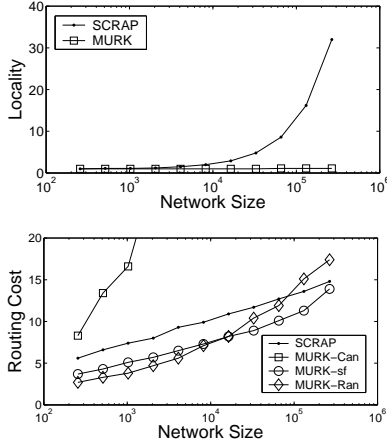 40
30
20
10
0
Locality
SCRAP
MURK
10^2 10^3 10^4 10^5 10^6
Network Size
20
15
10
5
0
Routing Cost
SCRAP
MURK-Can
MURK-sf
MURK-Ran
10^2 10^3 10^4 10^5 10^6
Network Size